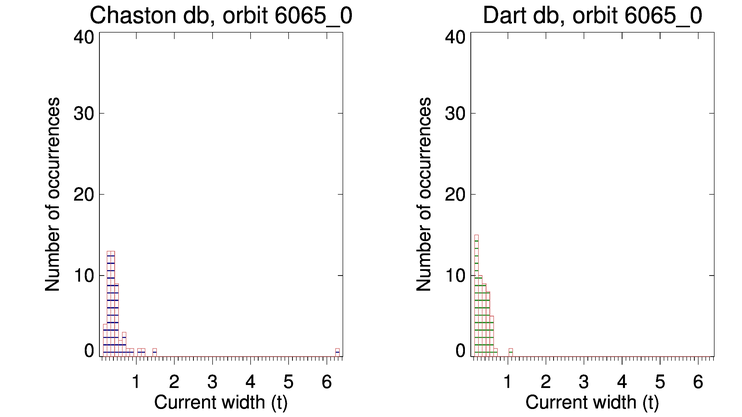 Chaston db, orbit 6065_0
40
30
20
10
0
Number of occurrences
1 2 3 4 5 6
Current width (t)
Dart db, orbit 6065_0
40
30
20
10
0
Number of occurrences
1 2 3 4 5 6
Current width (t)